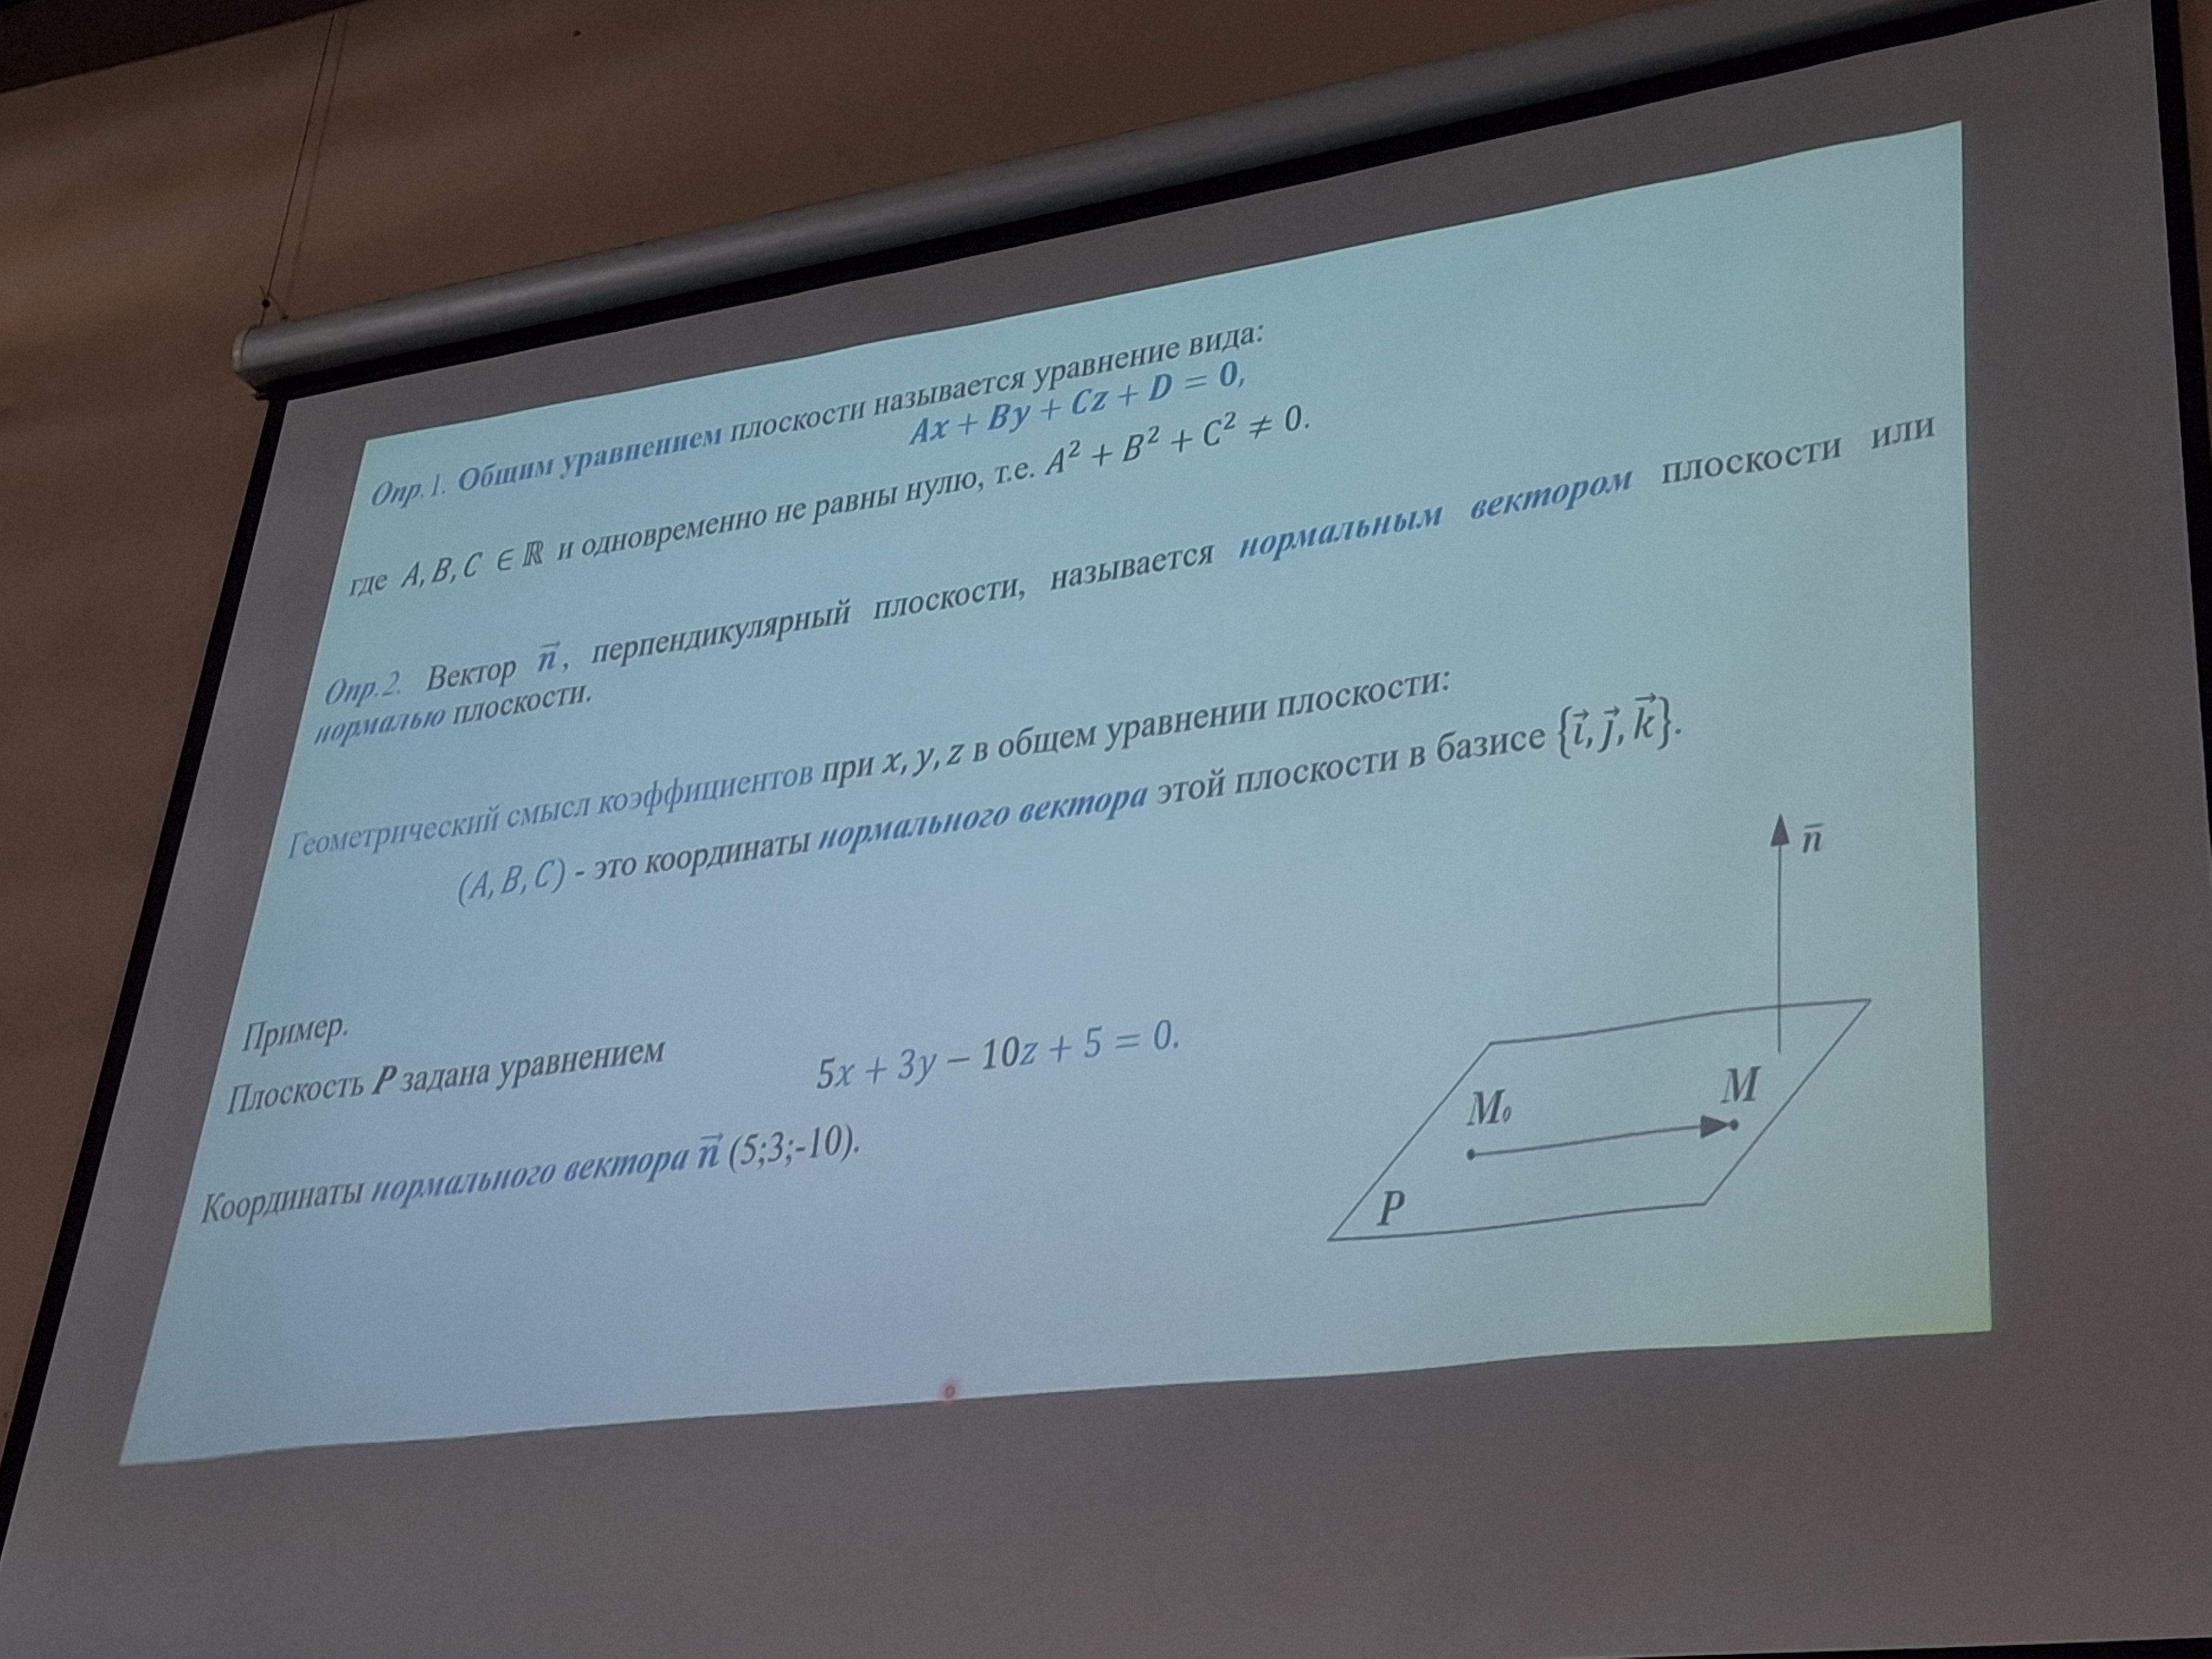 Опр.1. Общим уравнением плоскости называется уравнение вида:
Ax + By + Cz + D = 0,
где A, B, C ∈ ℝ и одновременно не равны нулю, т.е. A² + B² + C² ≠ 0.
Опр.2. Вектор n⃗, перпендикулярный плоскости, называется нормальным вектором плоскости или
нормалью плоскости.
Геометрический смысл коэффициентов при x, y, z в общем уравнении плоскости:
(A, B, C) - это координаты нормального вектора этой плоскости в базисе {i⃗, j⃗, k⃗}.
n̅
Пример.
Плоскость P задана уравнением
5x + 3y − 10z + 5 = 0.
Координаты нормального вектора n⃗ (5;3;-10).
M₀
M
P